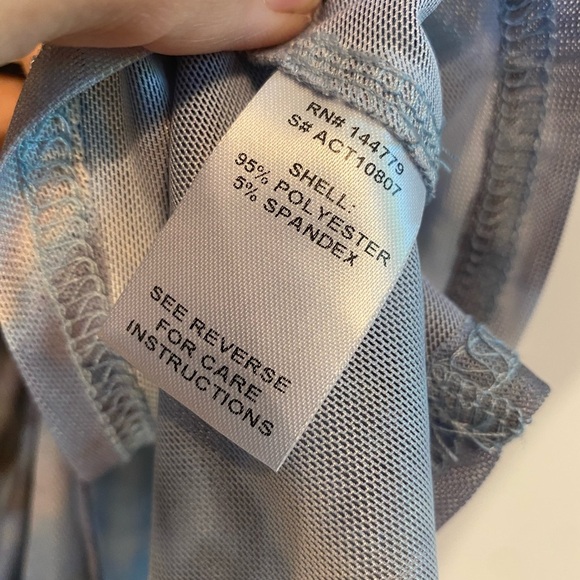 RN# 144779
S# ACT10807
SHELL:
95% POLYESTER
5% SPANDEX
SEE REVERSE
FOR CARE
INSTRUCTIONS